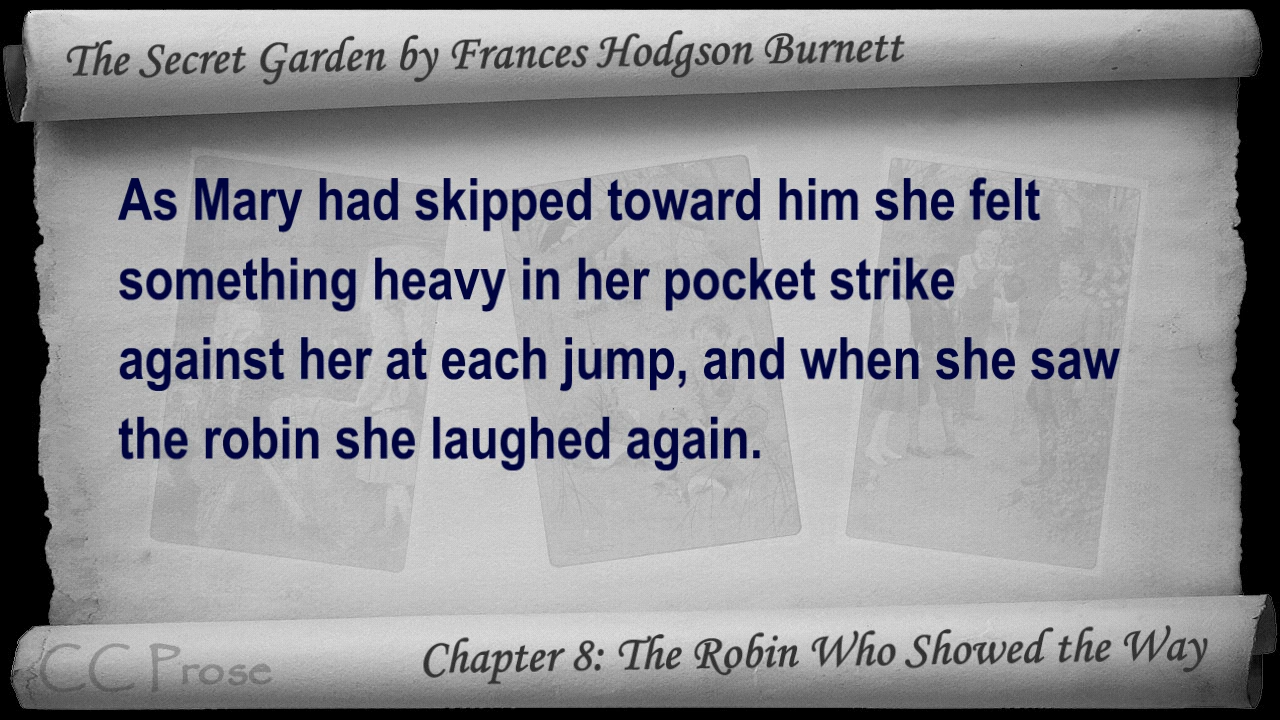 The Secret Garden by Frances Hodgson Burnett
As Mary had skipped toward him she felt
something heavy in her pocket strike
against her at each jump, and when she saw
the robin she laughed again.
CC Prose
Chapter 8: The Robin Who Showed the Way